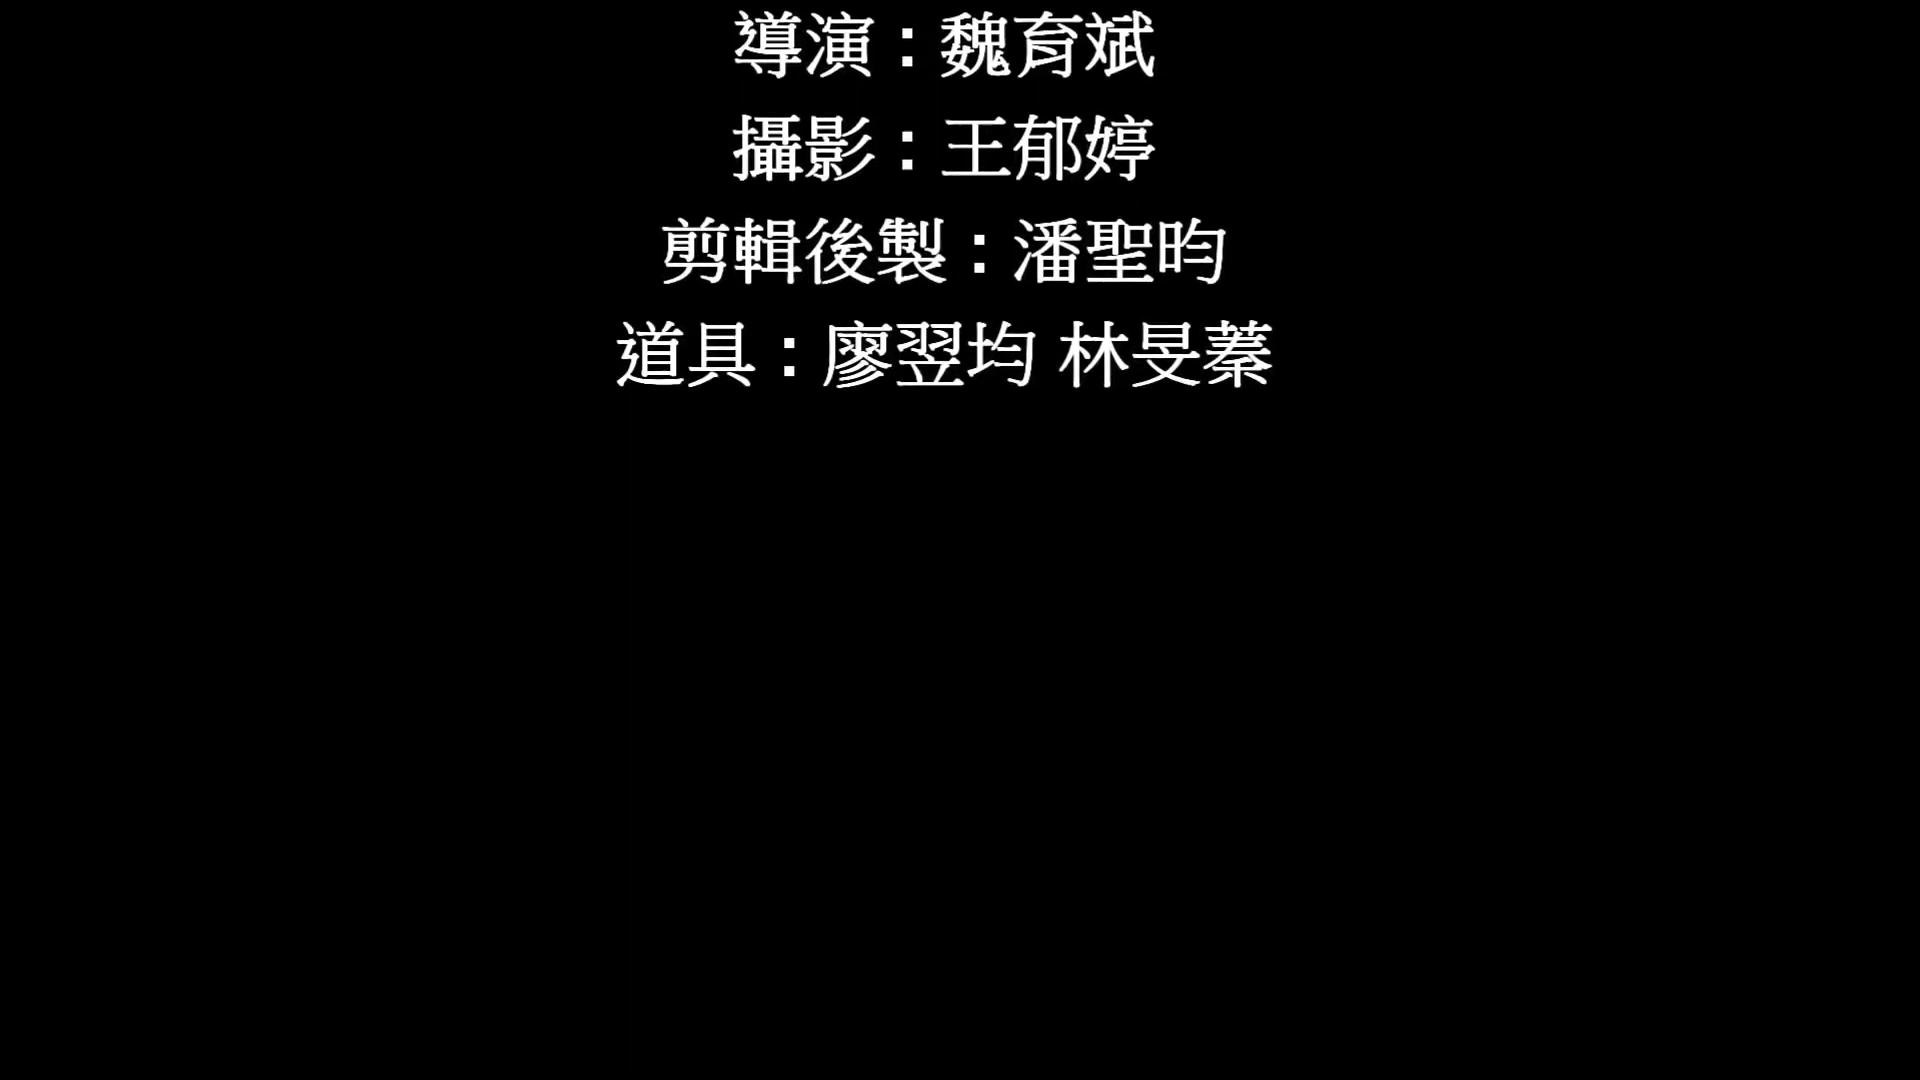 導演：魏育斌
攝影：王郁婷
剪輯後製：潘聖昀
道具：廖翌均 林旻蓁